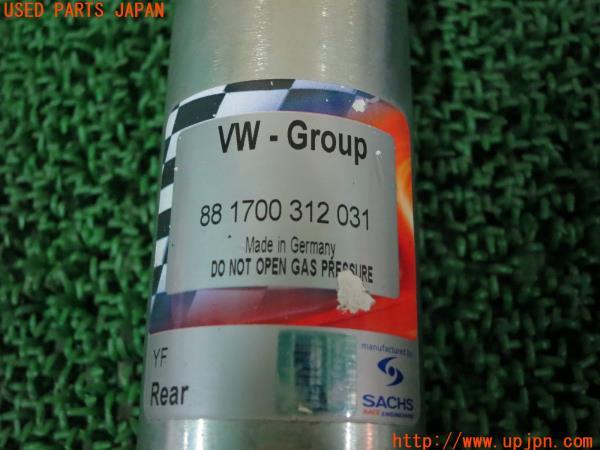 USED PARTS JAPAN
VW - Group
88 1700 312 031
Made in Germany
DO NOT OPEN GAS PRESSURE
YF
Rear
manufactured by
SACHS
RACE ENGINEERING
http://www.upjpn.com/